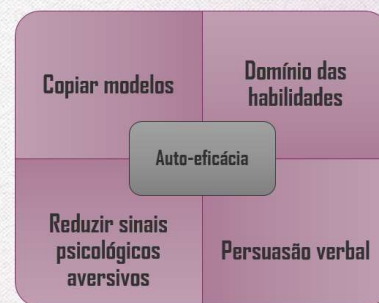 Copiar modelos
Domínio das
habilidades
Auto-eficácia
Reduzir sinais
psicológicos
aversivos
Persuasão verbal